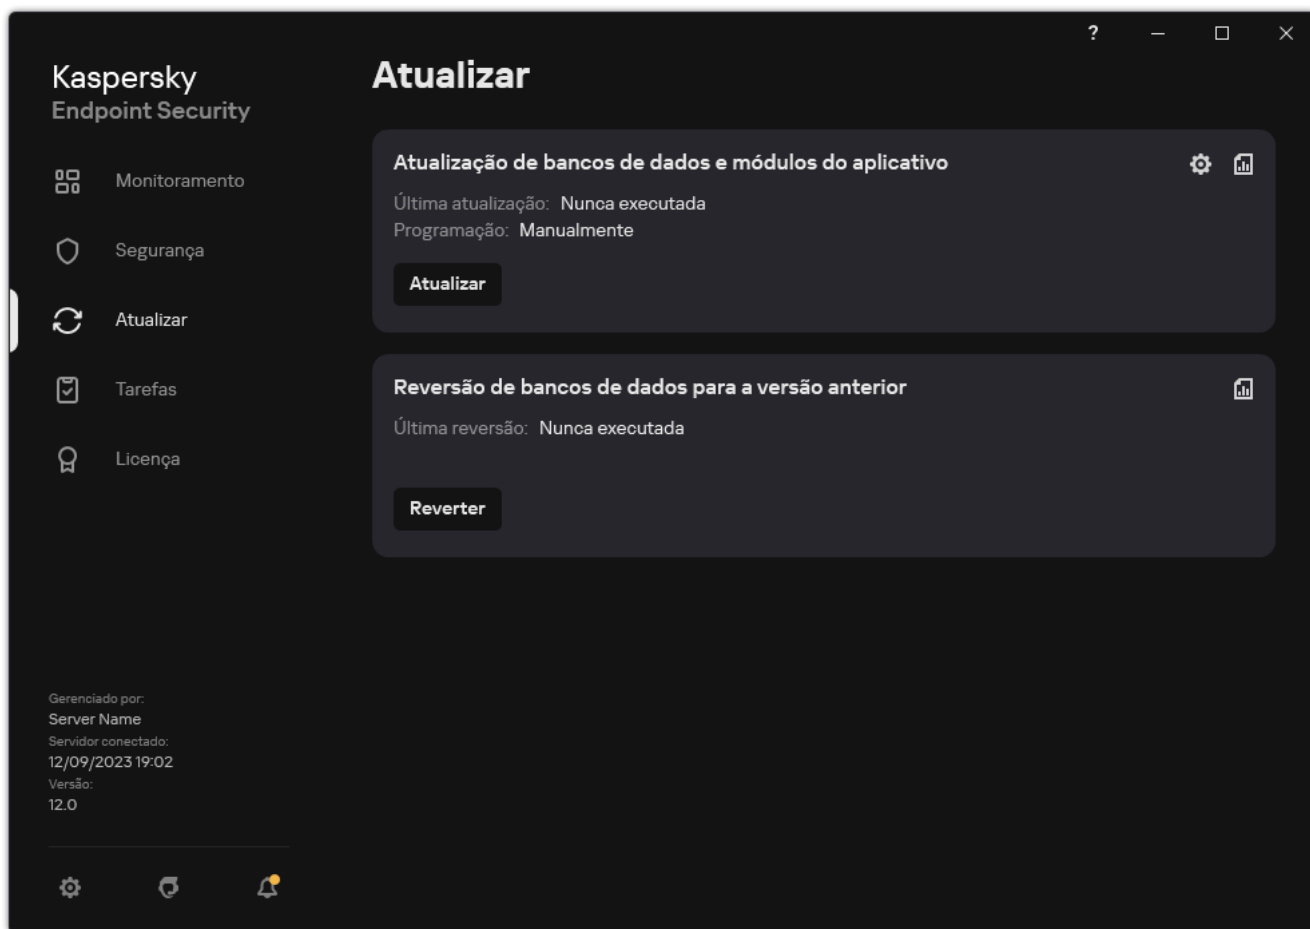 ?
Kaspersky
Endpoint Security
Monitoramento
Segurança
Atualizar
Tarefas
Licença
Gerenciado por:
Server Name
Servidor conectado:
12/09/2023 19:02
Versão:
12.0
Atualizar
Atualização de bancos de dados e módulos do aplicativo
Última atualização: Nunca executada
Programação: Manualmente
Atualizar
Reversão de bancos de dados para a versão anterior
Última reversão: Nunca executada
Reverter